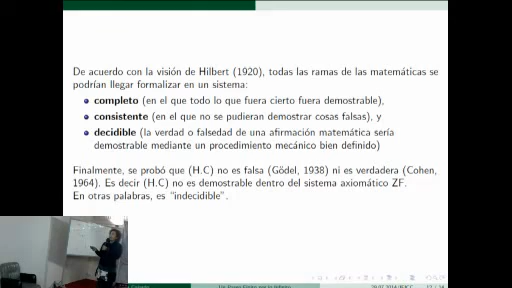 De acuerdo con la visión de Hilbert (1920), todas las ramas de las matemáticas se
podrían llegar formalizar en un sistema:
completo (en el que todo lo que fuera cierto fuera demostrable),
consistente (en el que no se pudieran demostrar cosas falsas), y
decidible (la verdad o falsedad de una afirmación matemática sería
demostrable mediante un procedimiento mecánico bien definido)
Finalmente, se probó que (H.C) no es falsa (Gödel, 1938) ni es verdadera (Cohen,
1964). Es decir (H.C) no es demostrable dentro del sistema axiomático ZF.
En otras palabras, es "indecidible".